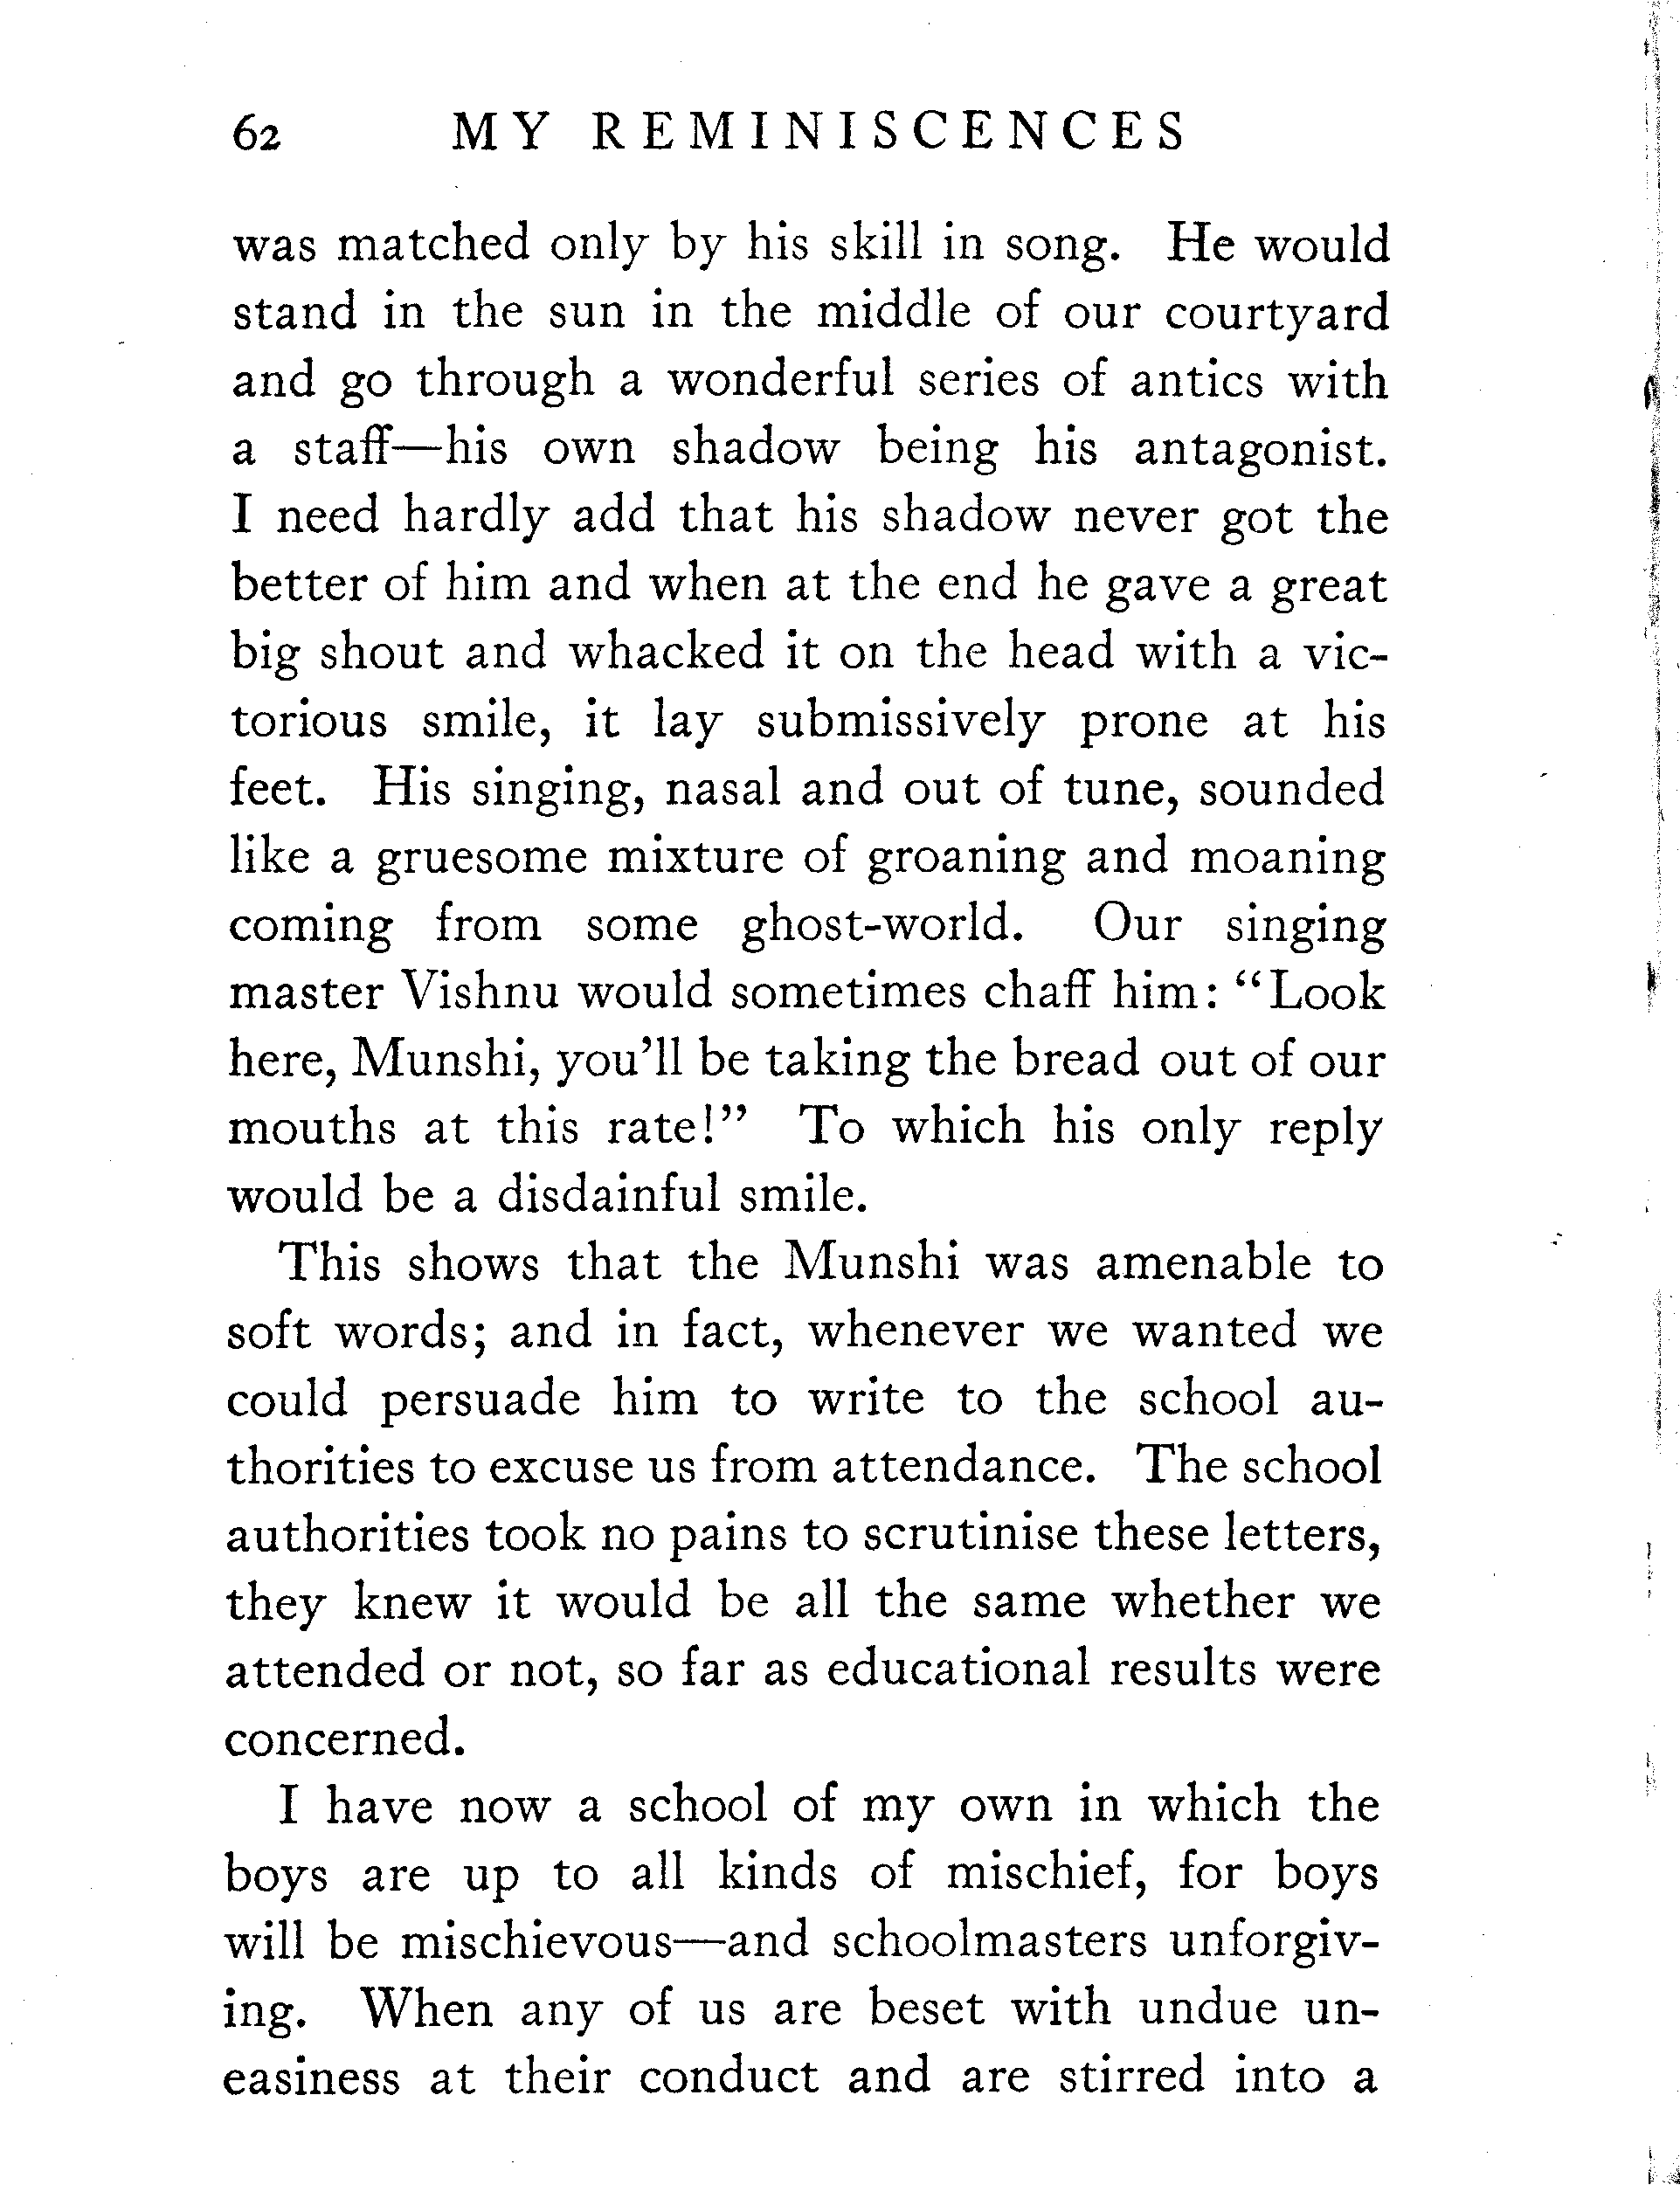 62 MY REMINISCENCES
was matched only by his skill in song. He would
stand in the sun in the middle of our courtyard
and go through a wonderful series of antics with
a staff—his own shadow being his antagonist.
I need hardly add that his shadow never got the
better of him and when at the end he gave a great
big shout and whacked it on the head with a vic-
torious smile, it lay submissively prone at his
feet. His singing, nasal and out of tune, sounded
like a gruesome mixture of groaning and moaning
coming from some ghost-world. Our singing
master Vishnu would sometimes chaff him: “Look
here, Munshi, you’ll be taking the bread out of our
mouths at this rate!” To which his only reply
would be a disdainful smile.
This shows that the Munshi was amenable to
soft words; and in fact, whenever we wanted we
could persuade him to write to the school au-
thorities to excuse us from attendance. The school
authorities took no pains to scrutinise these letters,
they knew it would be all the same whether we
attended or not, so far as educational results were
concerned.
I have now a school of my own in which the
boys are up to all kinds of mischief, for boys
will be mischievous—and schoolmasters unforgiv-
ing. When any of us are beset with undue un-
easiness at their conduct and are stirred into a